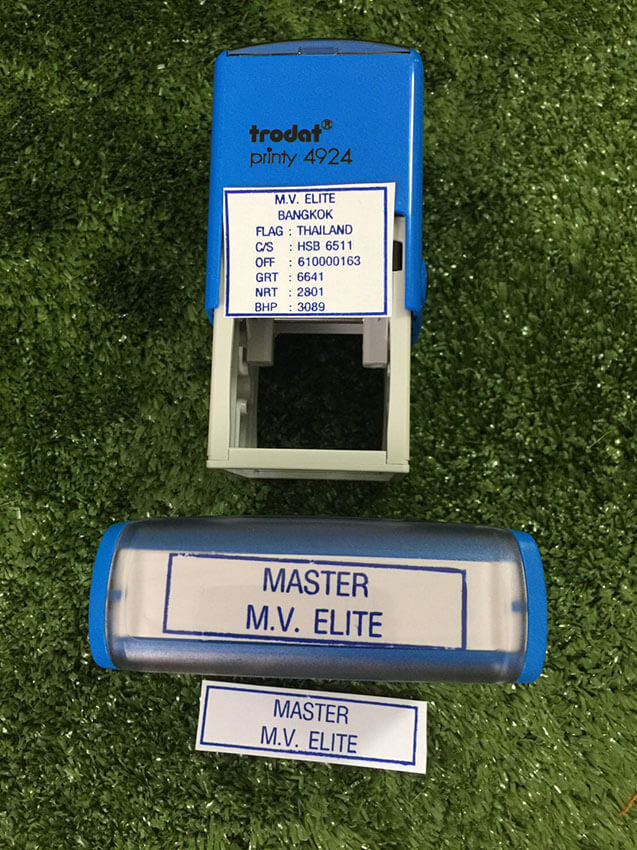 trodat®
printy 4924
M.V. ELITE
BANGKOK
FLAG : THAILAND
C/S : HSB 6511
OFF : 610000163
GRT : 6641
NRT : 2801
BHP : 3089
MASTER
M.V. ELITE
MASTER
M.V. ELITE